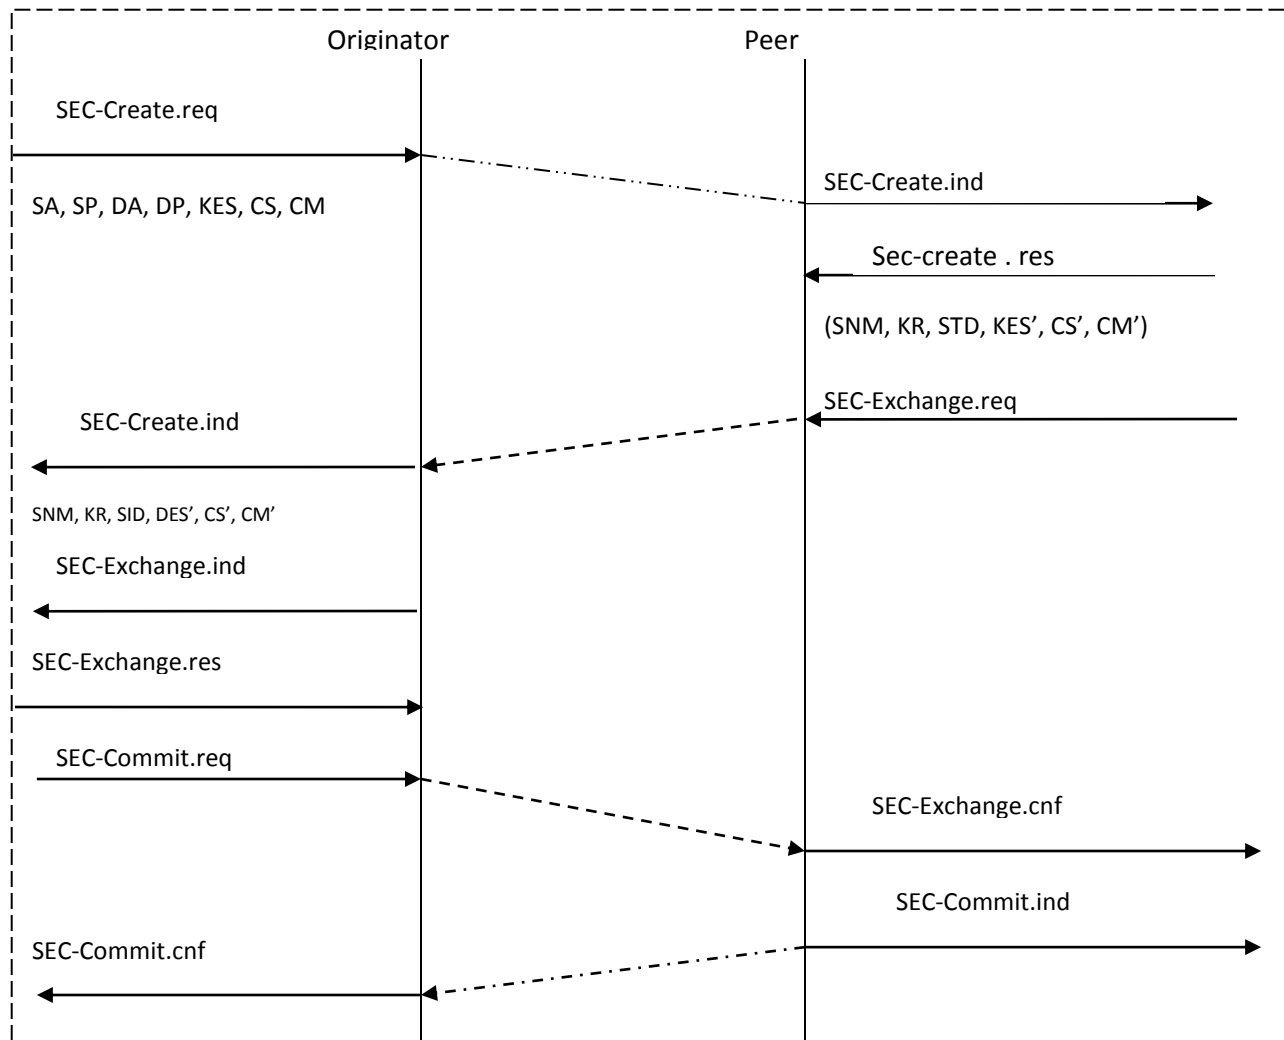 Originator Peer
SEC-Create.req
SEC-Create.ind
SA, SP, DA, DP, KES, CS, CM
Sec-create . res
(SNM, KR, STD, KES’, CS’, CM’)
SEC-Exchange.req
SEC-Create.ind
SNM, KR, SID, DES’, CS’, CM’
SEC-Exchange.ind
SEC-Exchange.res
SEC-Commit.req
SEC-Exchange.cnf
SEC-Commit.ind
SEC-Commit.cnf